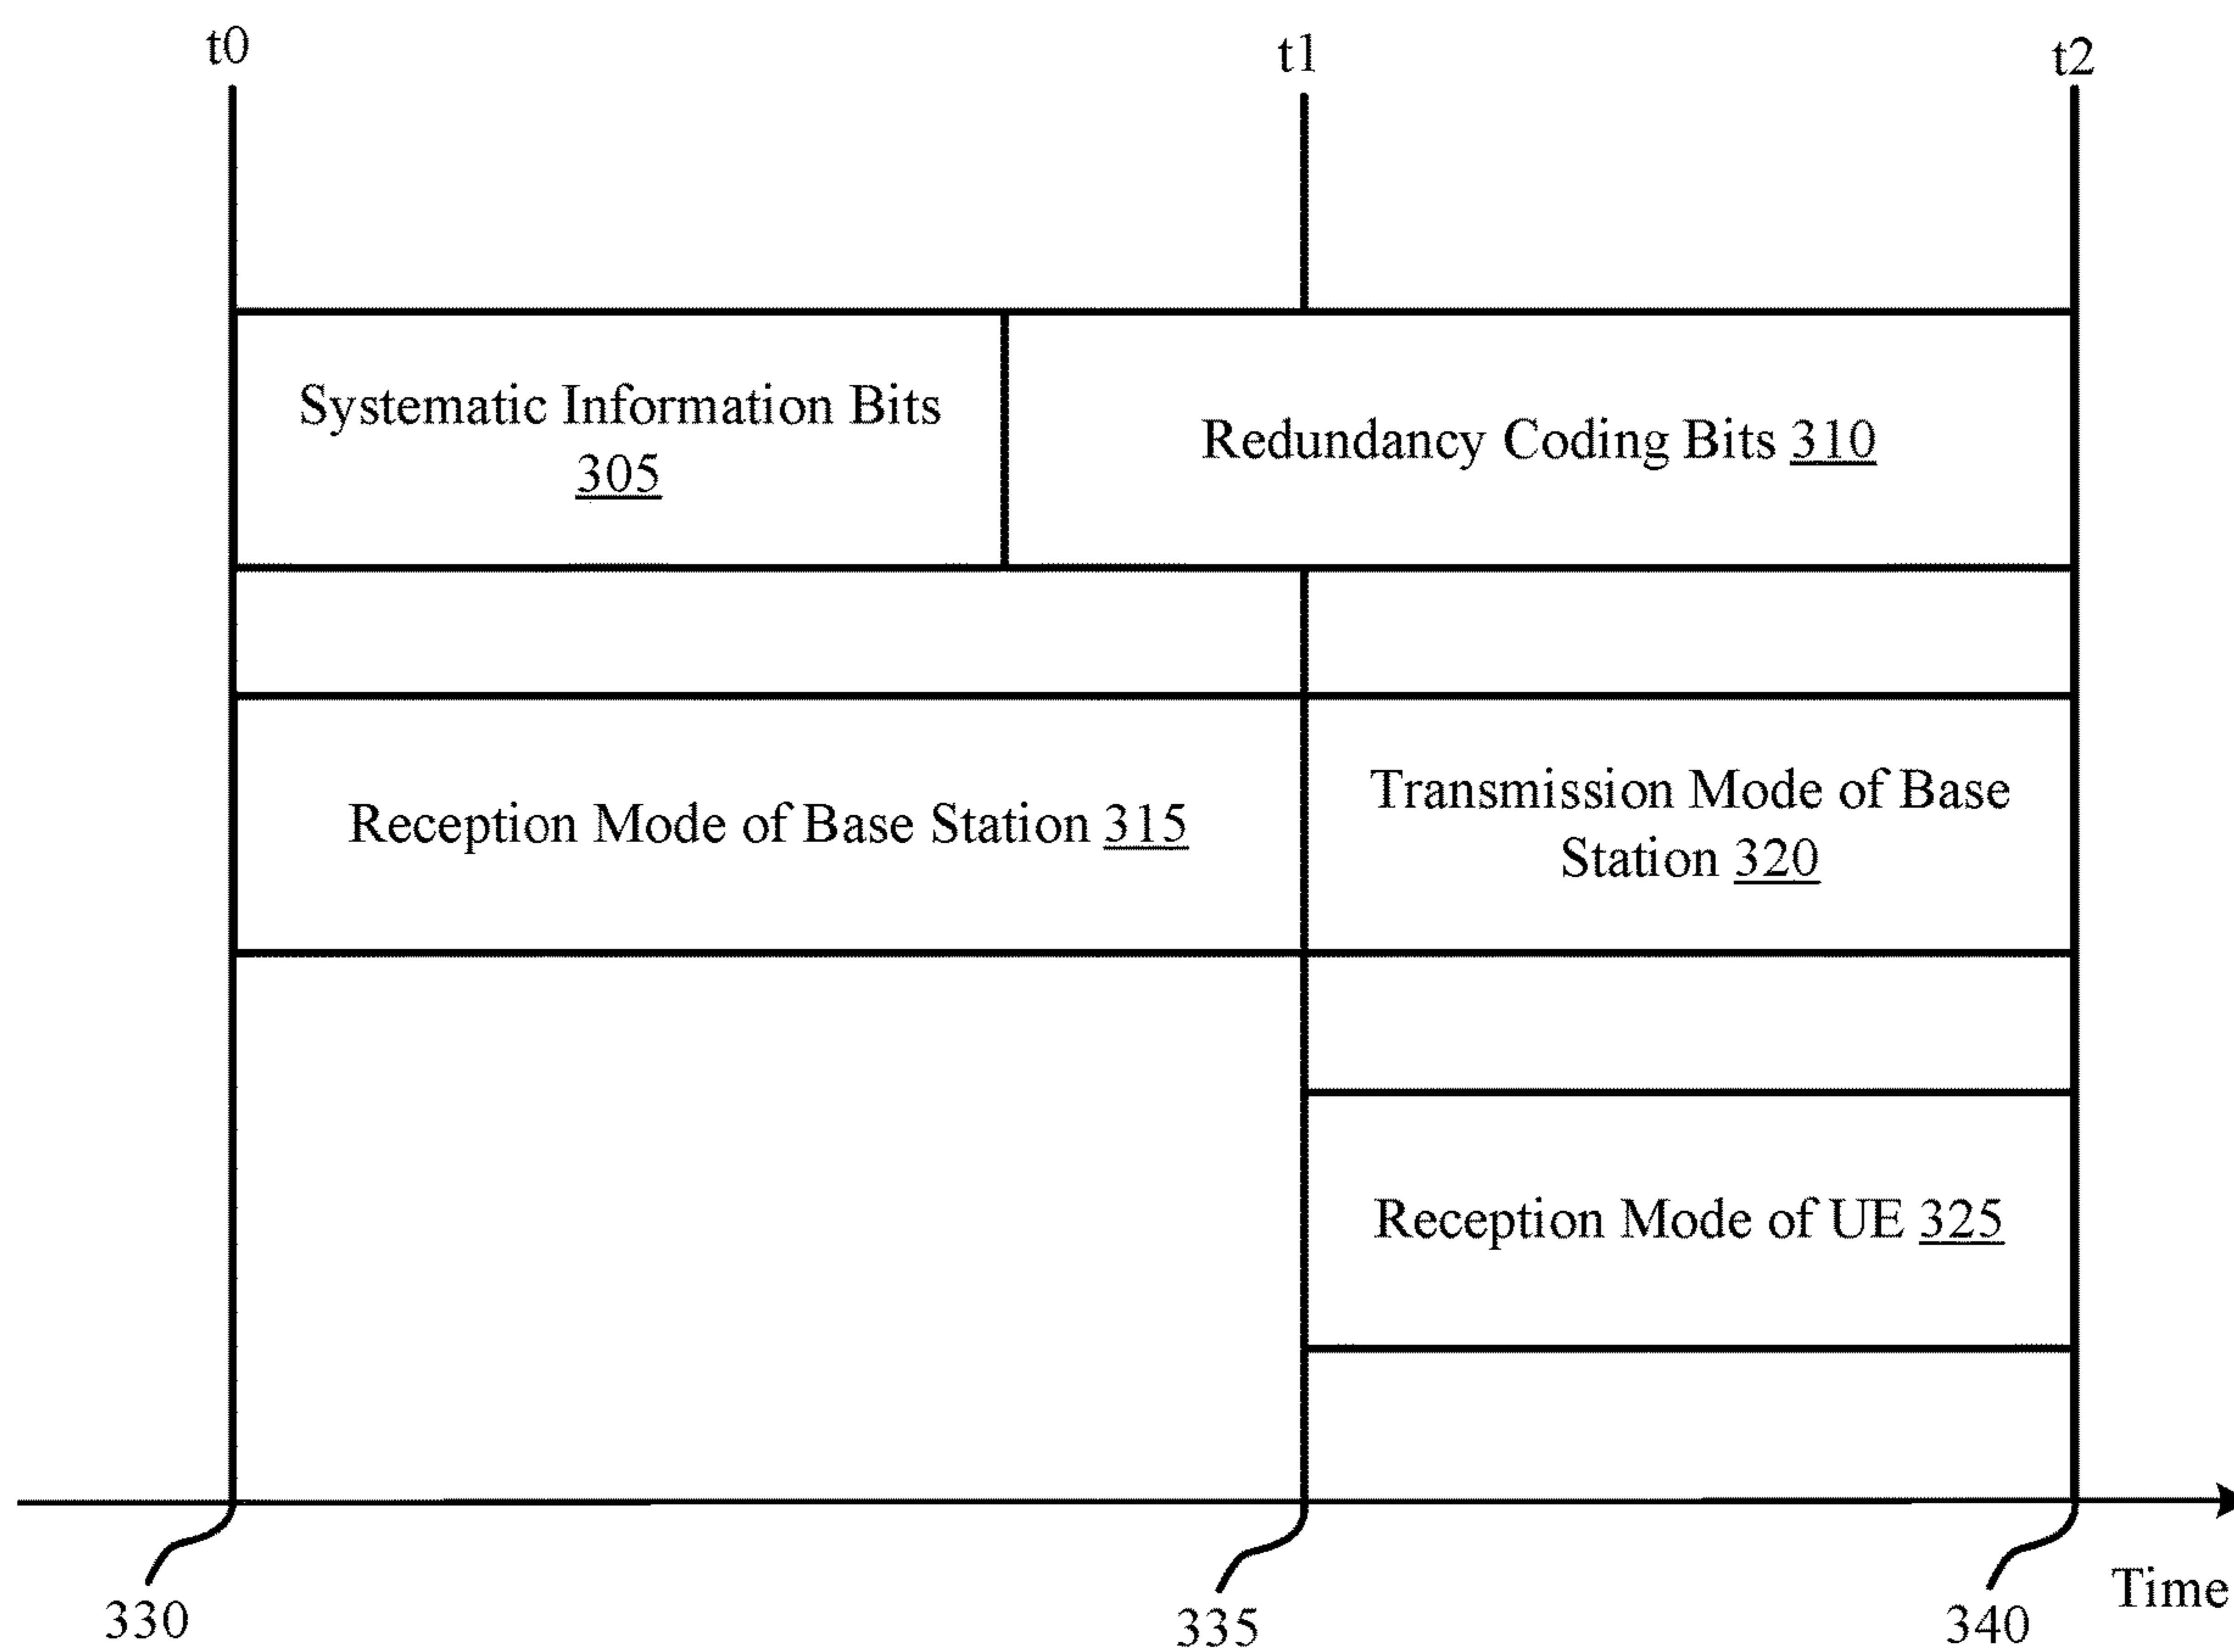 t0
t1
t2
Systematic Information Bits
305
Redundancy Coding Bits 310
Reception Mode of Base Station 315
Transmission Mode of Base
Station 320
Reception Mode of UE 325
330
335
340
Time